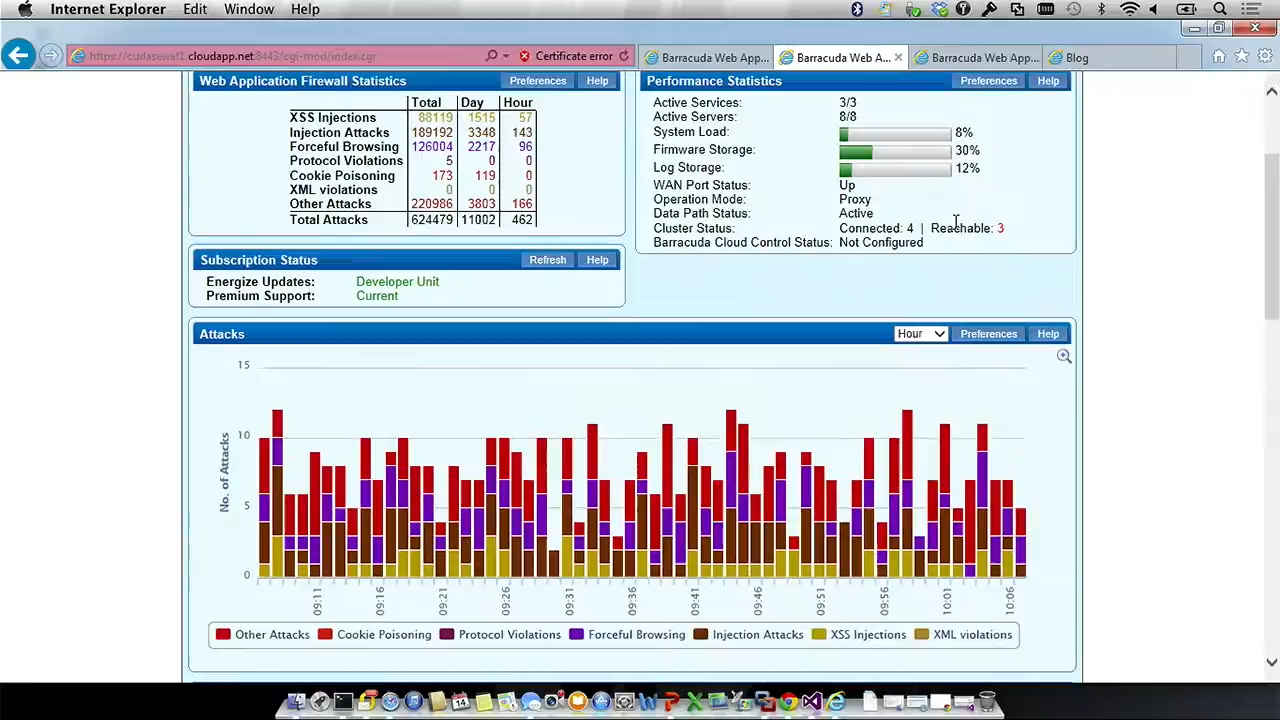 Internet Explorer Edit Window Help
https://cudasewaf1.cloudapp.net:8443/cgi-mod/index.cgi Certificate error Barracuda Web App... Barracuda Web A... Barracuda Web App... Blog
Web Application Firewall Statistics Preferences Help
Total Day Hour
XSS Injections 88119 1515 57
Injection Attacks 189192 3348 143
Forceful Browsing 126004 2217 96
Protocol Violations 5 0 0
Cookie Poisoning 173 119 0
XML violations 0 0 0
Other Attacks 220986 3803 166
Total Attacks 624479 11002 462
Performance Statistics Preferences Help
Active Services: 3/3
Active Servers: 8/8
System Load: 8%
Firmware Storage: 30%
Log Storage: 12%
WAN Port Status: Up
Operation Mode: Proxy
Data Path Status: Active
Cluster Status: Connected: 4 | Reachable: 3
Barracuda Cloud Control Status: Not Configured
Subscription Status Refresh Help
Energize Updates: Developer Unit
Premium Support: Current
Attacks Hour Preferences Help
15
10
5
0
No. of Attacks
09:11 09:16 09:21 09:26 09:31 09:36 09:41 09:46 09:51 09:56 10:01 10:06
Other Attacks Cookie Poisoning Protocol Violations Forceful Browsing Injection Attacks XSS Injections XML violations
14